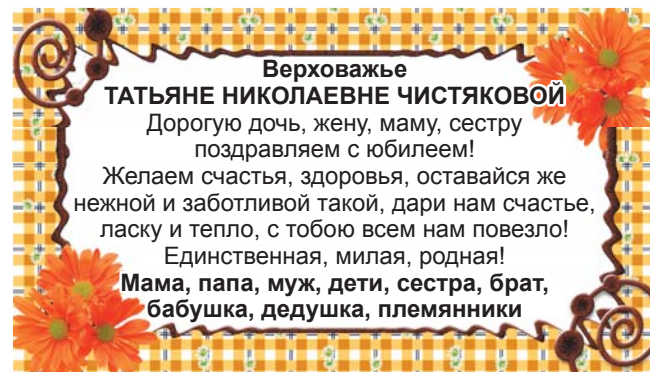 Верховажье
ТАТЬЯНЕ НИКОЛАЕВНЕ ЧИСТЯКОВОЙ
Дорогую дочь, жену, маму, сестру
поздравляем с юбилеем!
Желаем счастья, здоровья, оставайся же
нежной и заботливой такой, дари нам счастье,
ласку и тепло, с тобою всем нам повезло!
Единственная, милая, родная!
Мама, папа, муж, дети, сестра, брат,
бабушка, дедушка, племянники